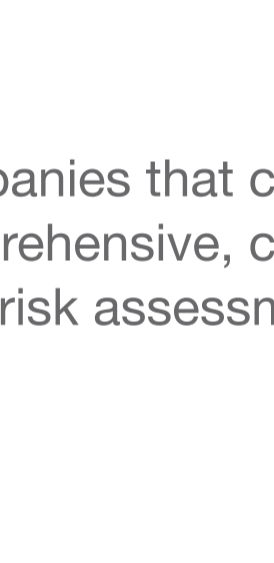 panies that c
rehensive, c
risk assessn